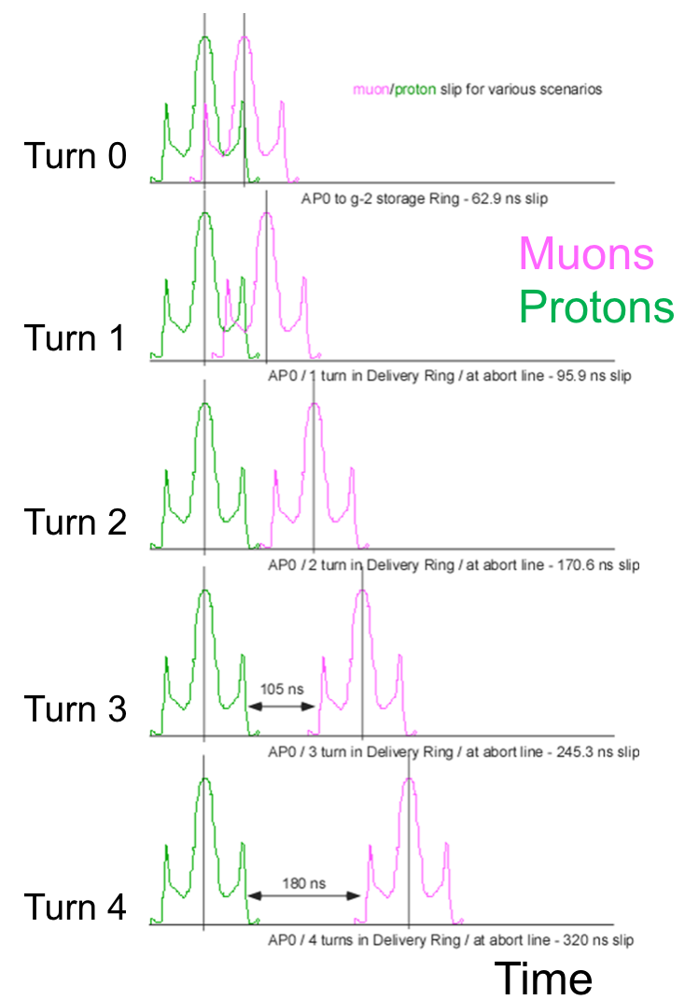 muon/proton slip for various scenarios
Turn 0
AP0 to g-2 storage Ring - 62.9 ns slip
Muons
Protons
Turn 1
AP0 / 1 turn in Delivery Ring / at abort line - 95.9 ns slip
Turn 2
AP0 / 2 turn in Delivery Ring / at abort line - 170.6 ns slip
105 ns
Turn 3
AP0 / 3 turn in Delivery Ring / at abort line - 245.3 ns slip
180 ns
Turn 4
AP0 / 4 turns in Delivery Ring / at abort line - 320 ns slip
Time